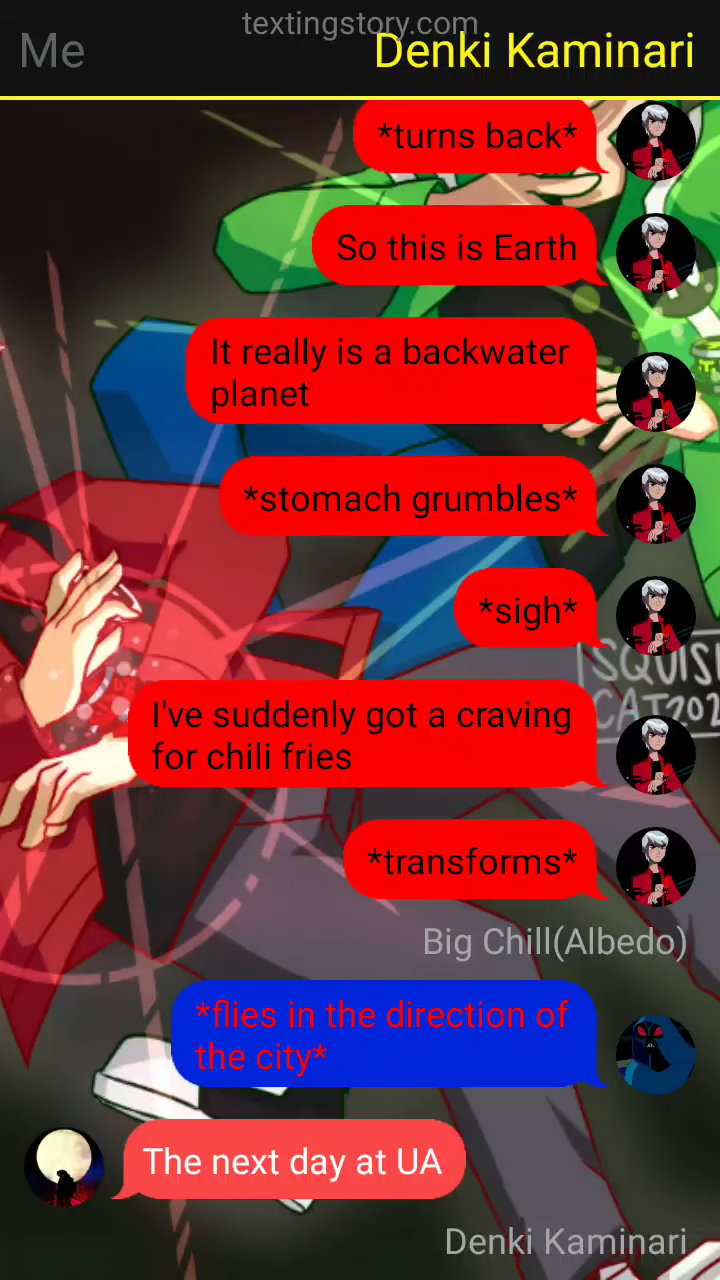 textingstory.com
Me
Denki Kaminari
*turns back*
So this is Earth
It really is a backwater
planet
*stomach grumbles*
*sigh*
SQUISH
CAT202
I've suddenly got a craving
for chili fries
*transforms*
Big Chill(Albedo)
*flies in the direction of
the city*
The next day at UA
Denki Kaminari